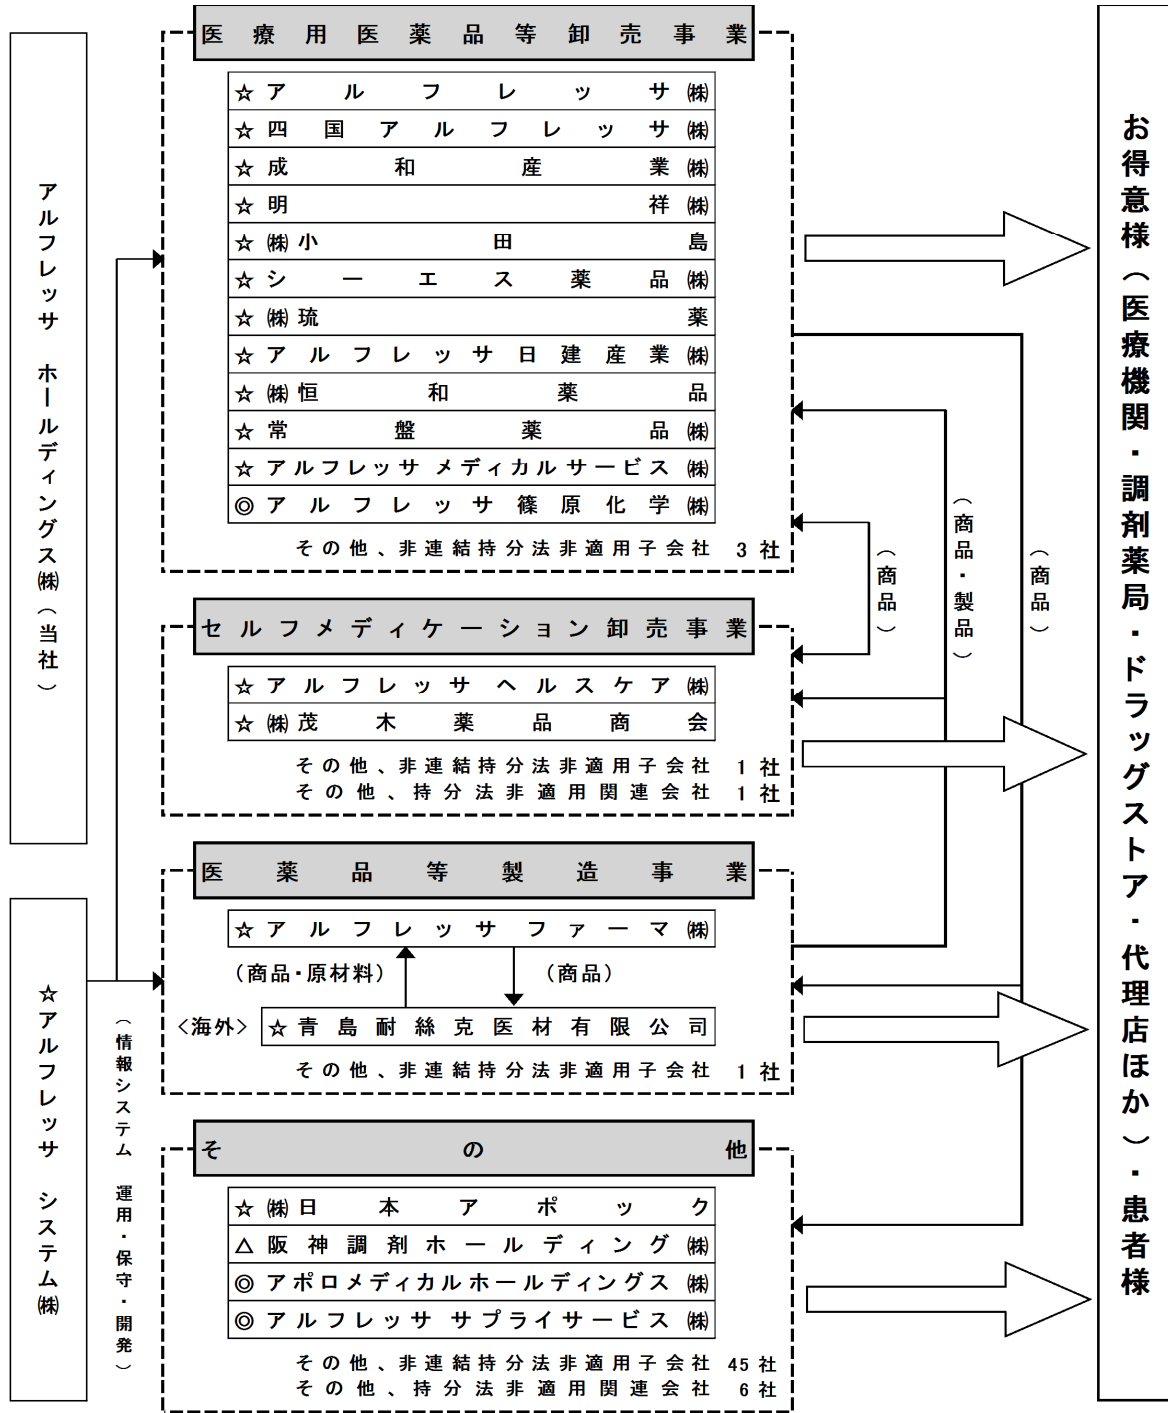 アルフレッサ ホールディングス㈱（当社）
☆アルフレッサ システム㈱
（情報システム 運用・保守・開発）
医療用医薬品等卸売事業
☆アルフレッサ㈱
☆四国アルフレッサ㈱
☆成和産業㈱
☆明祥㈱
☆㈱小田島
☆シーエス薬品㈱
☆㈱琉薬
☆アルフレッサ日建産業㈱
☆㈱恒和薬品
☆常盤薬品㈱
☆アルフレッサ メディカルサービス㈱
◎アルフレッサ篠原化学㈱
その他、非連結持分法非適用子会社 3社
セルフメディケーション卸売事業
☆アルフレッサ ヘルスケア㈱
☆㈱茂木薬品商会
その他、非連結持分法非適用子会社 1社
その他、持分法非適用関連会社 1社
医薬品等製造事業
☆アルフレッサ ファーマ㈱
（商品・原材料）
（商品）
<海外>
☆青島耐絲克医材有限公司
その他、非連結持分法非適用子会社 1社
その他
☆㈱日本アポック
△阪神調剤ホールディング㈱
◎アポロメディカルホールディングス㈱
◎アルフレッサ サプライサービス㈱
その他、非連結持分法非適用子会社 45社
その他、持分法非適用関連会社 6社
（商品）
（商品・製品）
（商品）
お得意様（医療機関・調剤薬局・ドラッグストア・代理店ほか）・患者様